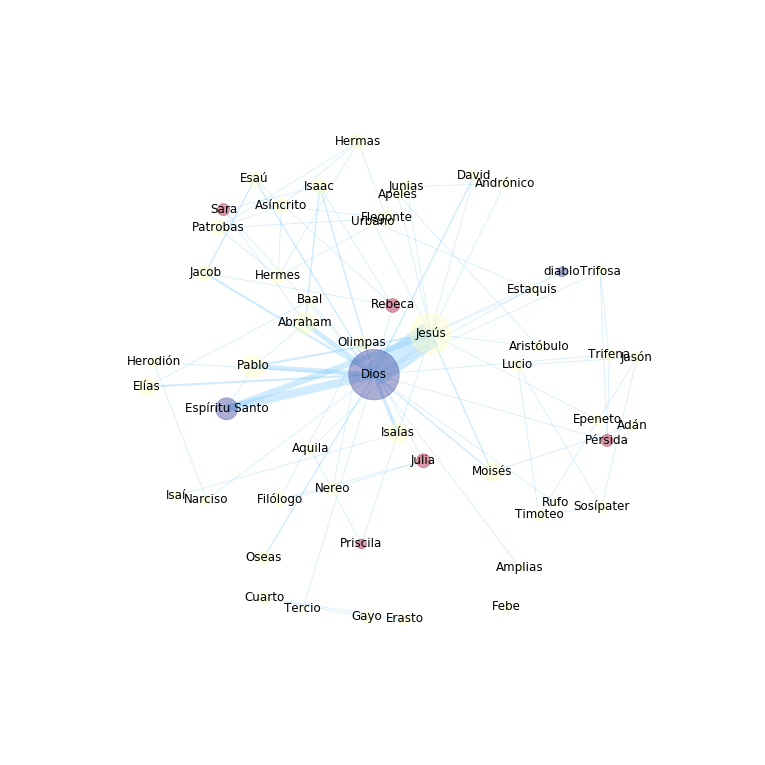 Hermas
David
Esaú
Isaac
Junias
Andrónico
Apeles
Asíncrito
Sara
Flegonte
Urbano
Patrobas
diablo
Trifosa
Jacob
Hermes
Estaquis
Baal
Rebeca
Abraham
Jesús
Olimpas
Aristóbulo
Trifena
Jasón
Herodión
Pablo
Lucio
Dios
Elías
Espíritu Santo
Epeneto
Adán
Isaías
Pérsida
Aquila
Julia
Moisés
Nereo
Isaí
Narciso
Filólogo
Rufo
Sosípater
Timoteo
Priscila
Oseas
Amplias
Cuarto
Tercio
Febe
Gayo
Erasto